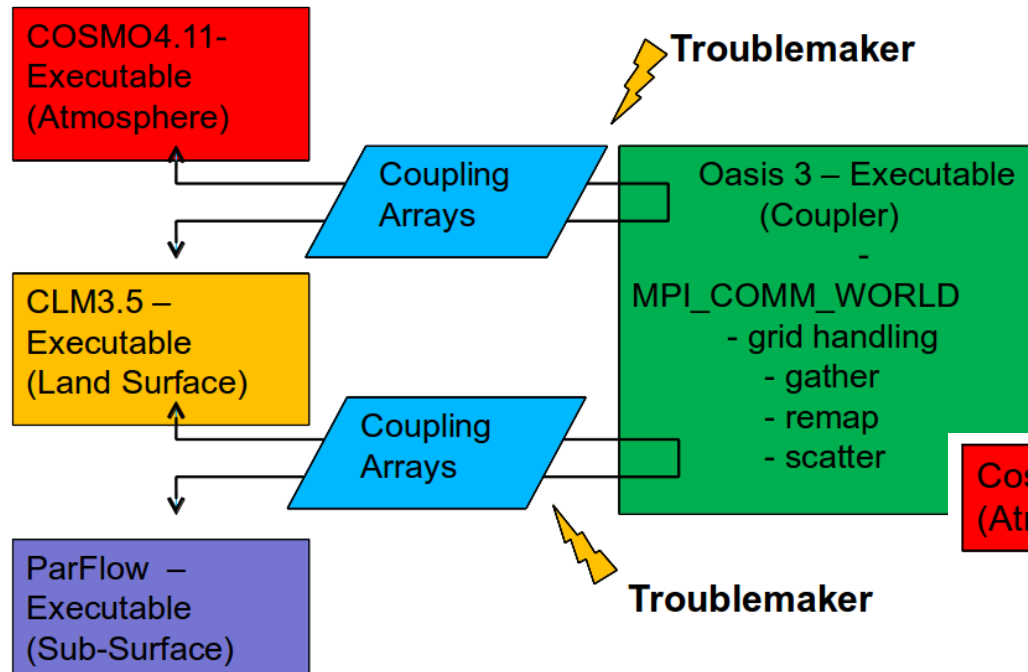 COSMO4.11-
Executable
(Atmosphere)
Troublemaker
Coupling
Arrays
Oasis 3 – Executable
(Coupler)
-
MPI_COMM_WORLD
- grid handling
- gather
- remap
- scatter
CLM3.5 –
Executable
(Land Surface)
Coupling
Arrays
Troublemaker
ParFlow –
Executable
(Sub-Surface)